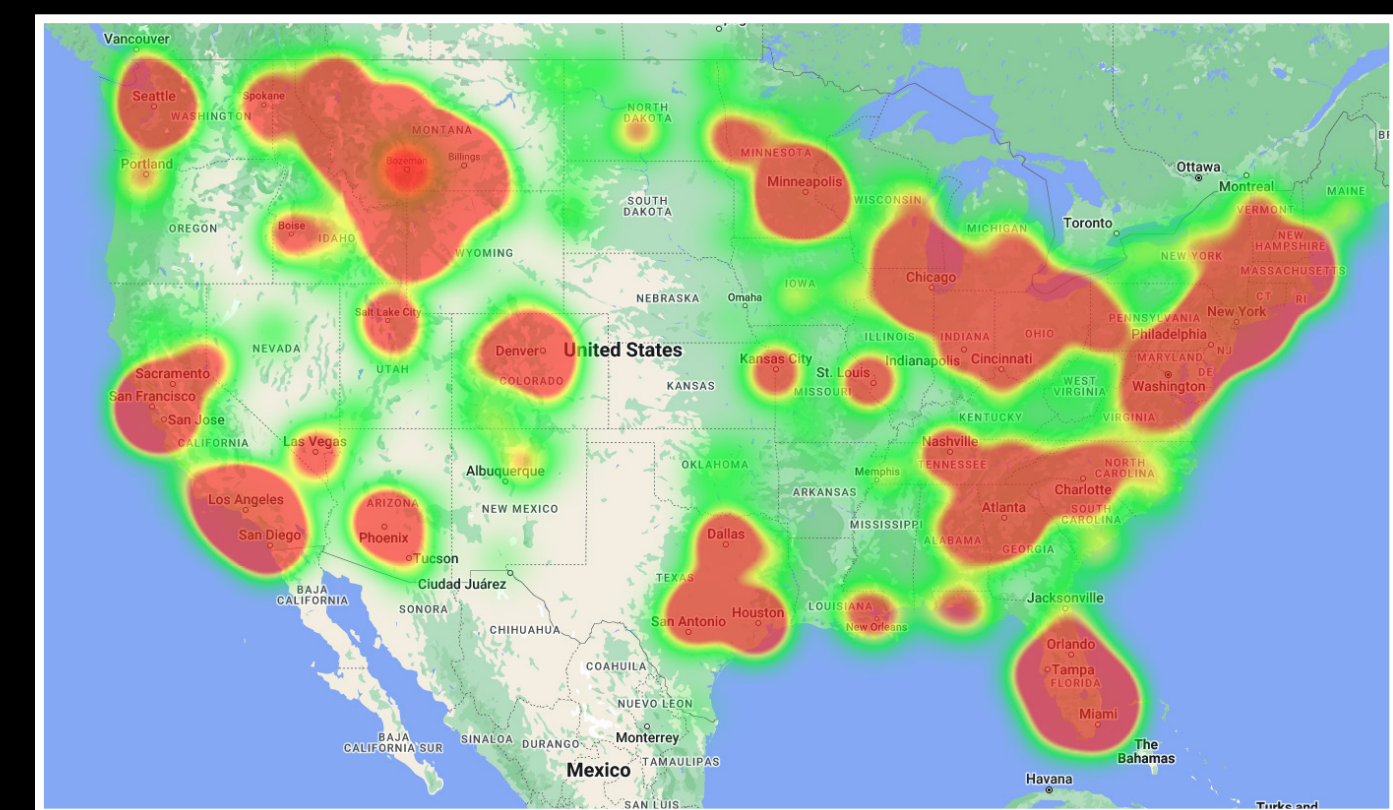 Vancouver
Seattle
WASHINGTON
Spokane
Portland
MONTANA
Bozeman
Billings
NORTH
DAKOTA
MINNESOTA
Minneapolis
WISCONSIN
MICHIGAN
Ottawa
Montreal
MAINE
VERMONT
Toronto
NEW
HAMPSHIRE
NEW YORK
MASSACHUSETTS
OREGON
Boise
IDAHO
WYOMING
SOUTH
DAKOTA
IOWA
Chicago
CT
RI
New York
PENNSYLVANIA
Philadelphia
NJ
NEBRASKA
Omaha
Salt Lake City
NEVADA
UTAH
Denver
COLORADO
United States
KANSAS
Kansas City
St. Louis
MISSOURI
ILLINOIS
INDIANA
OHIO
Indianapolis
Cincinnati
MARYLAND
DE
Washington
WEST
VIRGINIA
VIRGINIA
KENTUCKY
Sacramento
San Francisco
San Jose
CALIFORNIA
Las Vegas
Los Angeles
San Diego
ARIZONA
Phoenix
Tucson
Albuquerque
NEW MEXICO
Ciudad Juárez
OKLAHOMA
ARKANSAS
Memphis
Nashville
TENNESSEE
NORTH
CAROLINA
Charlotte
SOUTH
CAROLINA
Atlanta
MISSISSIPPI
ALABAMA
GEORGIA
Dallas
TEXAS
San Antonio
Houston
LOUISIANA
New Orleans
Jacksonville
Orlando
Tampa
FLORIDA
Miami
BAJA
CALIFORNIA
SONORA
CHIHUAHUA
COAHUILA
NUEVO LEON
Monterrey
TAMAULIPAS
BAJA
CALIFORNIA SUR
SINALOA
DURANGO
Mexico
SAN LUIS
The
Bahamas
Havana
Turks and